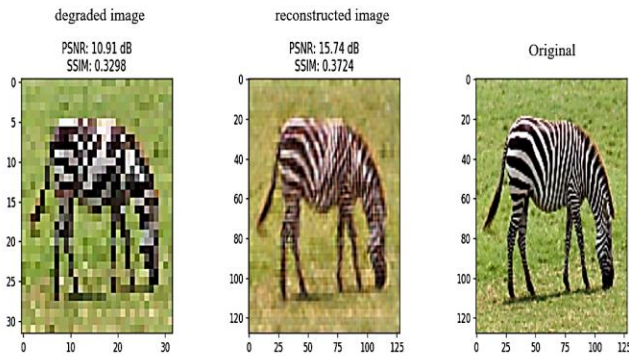 degraded image
PSNR: 10.91 dB
SSIM: 0.3298
0
5
10
15
20
25
30
0 10 20 30
reconstructed image
PSNR: 15.74 dB
SSIM: 0.3724
0
20
40
60
80
100
120
0 25 50 75 100 125
Original
0
20
40
60
80
100
120
0 25 50 75 100 125